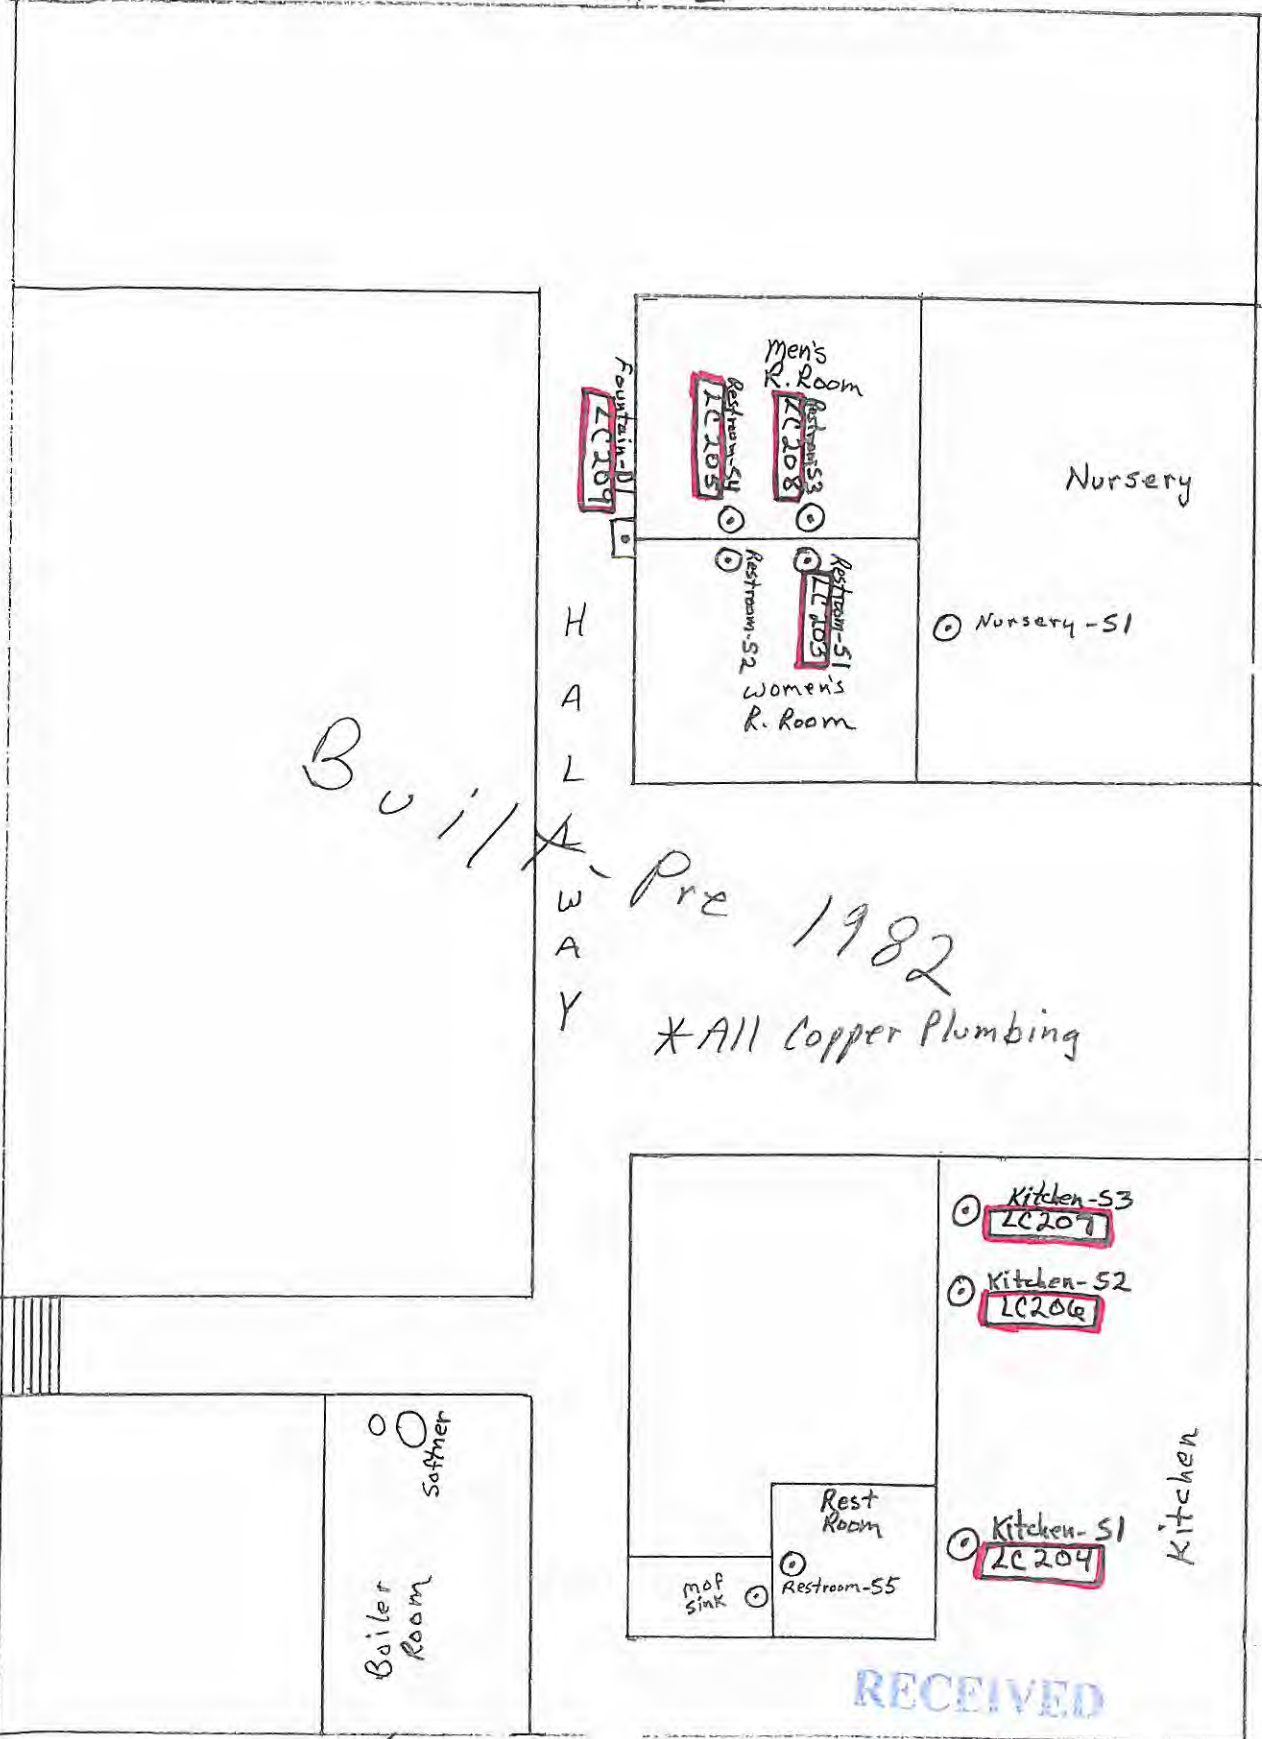 Men's
R. Room
Fountain-D1
LC209
Restroom-S4
LC205
Restroom-S3
LC208
Nursery
Restroom-S2
Restroom-S1
LC203
Women's
R. Room
Nursery-S1
HALLWAY
Built-Pre 1982
*All Copper Plumbing
Kitchen-S3
LC207
Kitchen-S2
LC206
Kitchen
Kitchen-S1
LC204
Softner
Boiler
Room
Rest
Room
Restroom-S5
mop
sink
RECEIVED